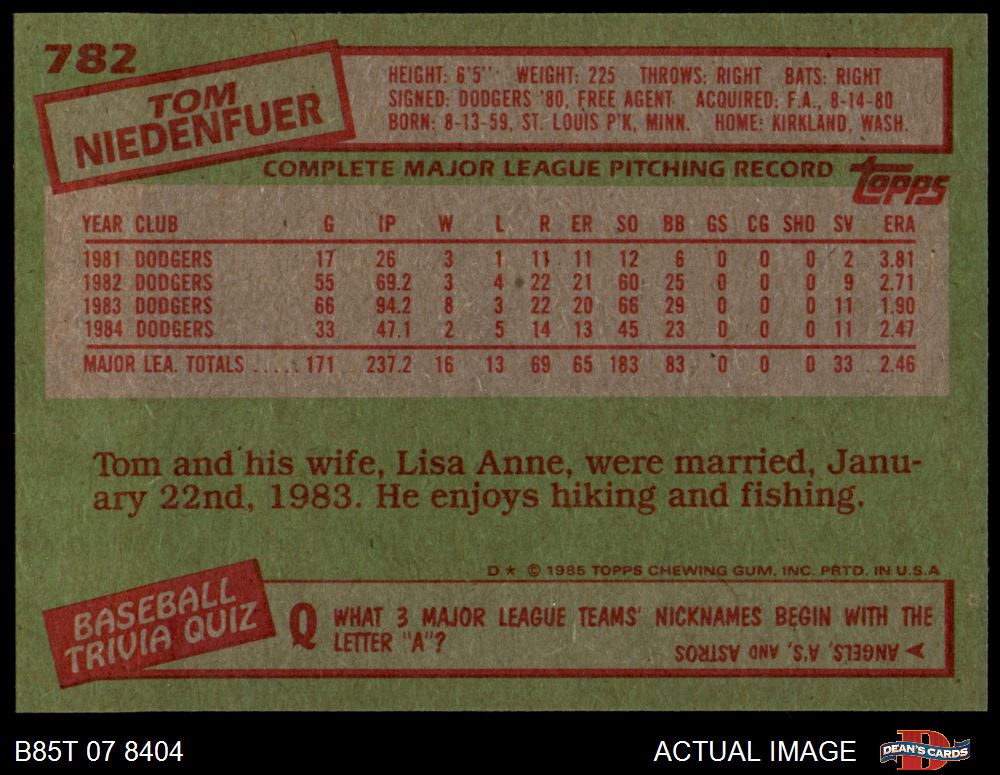 782
TOM
NIEDENFUER
HEIGHT: 6'5" WEIGHT: 225 THROWS: RIGHT BATS: RIGHT
SIGNED: DODGERS '80, FREE AGENT ACQUIRED: F.A., 8-14-80
BORN: 8-13-59, ST. LOUIS P'K, MINN. HOME: KIRKLAND, WASH.
COMPLETE MAJOR LEAGUE PITCHING RECORD
topps
YEAR CLUB G IP W L R ER SO BB GS CG SHO SV ERA
1981 DODGERS 17 26 3 1 11 11 12 6 0 0 0 2 3.81
1982 DODGERS 55 69.2 3 4 22 21 60 25 0 0 0 9 2.71
1983 DODGERS 66 94.2 8 3 22 20 66 29 0 0 0 11 1.90
1984 DODGERS 33 47.1 2 5 14 13 45 23 0 0 0 11 2.47
MAJOR LEA. TOTALS ..... 171 237.2 16 13 69 65 183 83 0 0 0 33 2.46
Tom and his wife, Lisa Anne, were married, Janu-
ary 22nd, 1983. He enjoys hiking and fishing.
D * © 1985 TOPPS CHEWING GUM, INC. PRTD. IN U.S.A
BASEBALL
TRIVIA QUIZ
Q WHAT 3 MAJOR LEAGUE TEAMS' NICKNAMES BEGIN WITH THE
LETTER "A"?
ANGELS, A'S, AND ASTROS
B85T 07 8404
ACTUAL IMAGE
D
DEAN'S CARDS